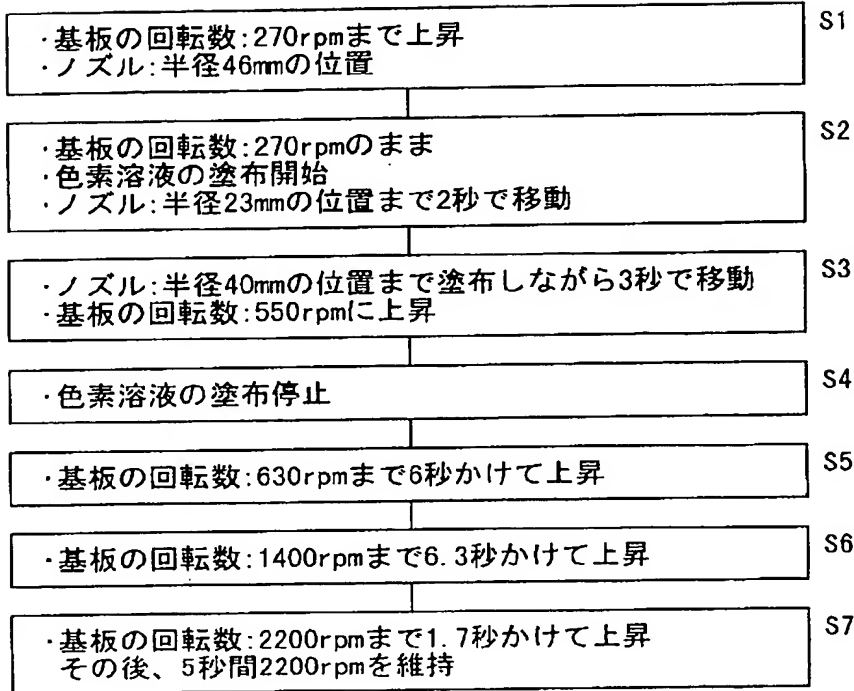 S1
・基板の回転数:270rpmまで上昇
・ノズル:半径46mmの位置
S2
・基板の回転数:270rpmのまま
・色素溶液の塗布開始
・ノズル:半径23mmの位置まで2秒で移動
S3
・ノズル:半径40mmの位置まで塗布しながら3秒で移動
・基板の回転数:550rpmに上昇
S4
・色素溶液の塗布停止
S5
・基板の回転数:630rpmまで6秒かけて上昇
S6
・基板の回転数:1400rpmまで6.3秒かけて上昇
S7
・基板の回転数:2200rpmまで1.7秒かけて上昇
その後、5秒間2200rpmを維持